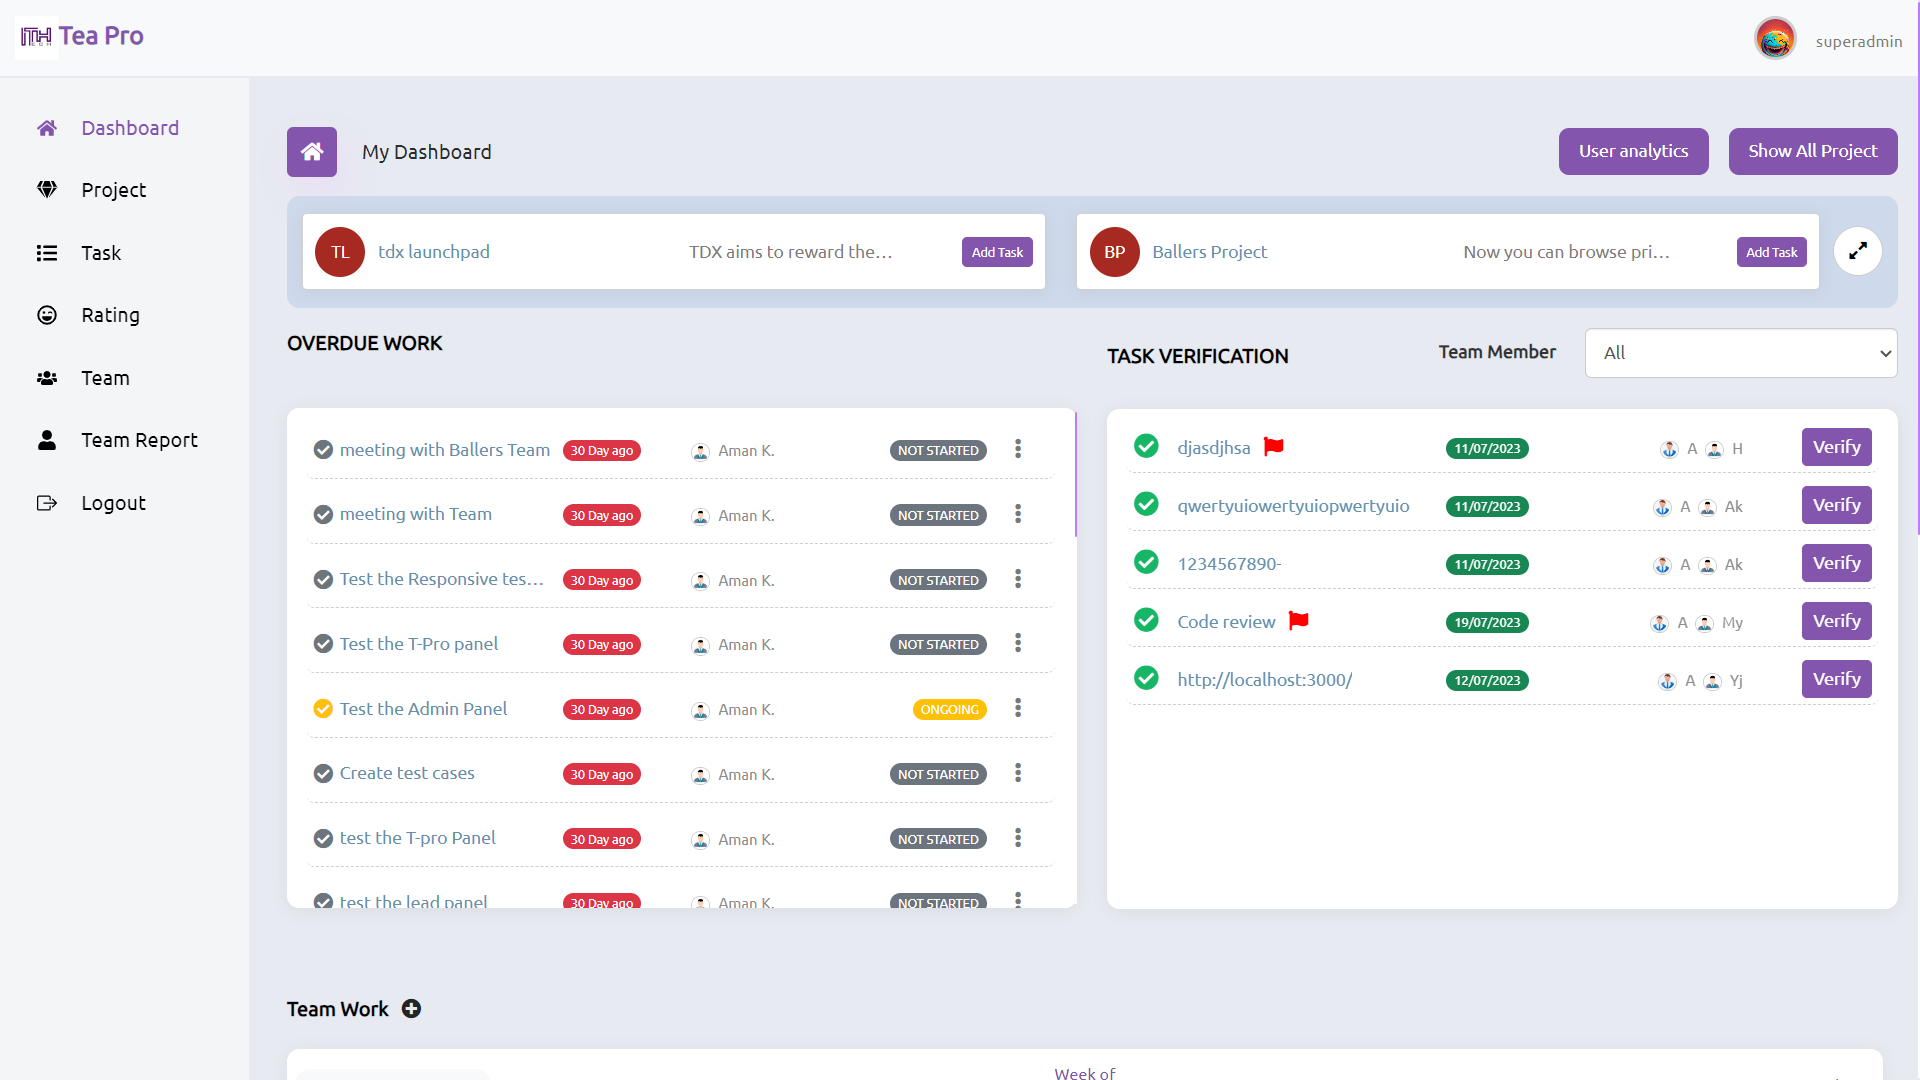 ITH Tea Pro
superadmin
Dashboard
Project
Task
Rating
Team
Team Report
Logout
My Dashboard
User analytics
Show All Project
TL tdx launchpad TDX aims to reward the... Add Task
BP Ballers Project Now you can browse pri... Add Task
OVERDUE WORK
meeting with Ballers Team 30 Day ago Aman K. NOT STARTED
meeting with Team 30 Day ago Aman K. NOT STARTED
Test the Responsive tes... 30 Day ago Aman K. NOT STARTED
Test the T-Pro panel 30 Day ago Aman K. NOT STARTED
Test the Admin Panel 30 Day ago Aman K. ONGOING
Create test cases 30 Day ago Aman K. NOT STARTED
test the T-pro Panel 30 Day ago Aman K. NOT STARTED
test the lead panel 30 Day ago Aman K. NOT STARTED
TASK VERIFICATION Team Member All
djasdjhsa 11/07/2023 A H Verify
qwertyuiowertyuiopwertyuio 11/07/2023 A Ak Verify
1234567890- 11/07/2023 A Ak Verify
Code review 19/07/2023 A My Verify
http://localhost:3000/ 12/07/2023 A Yj Verify
Team Work
Week of